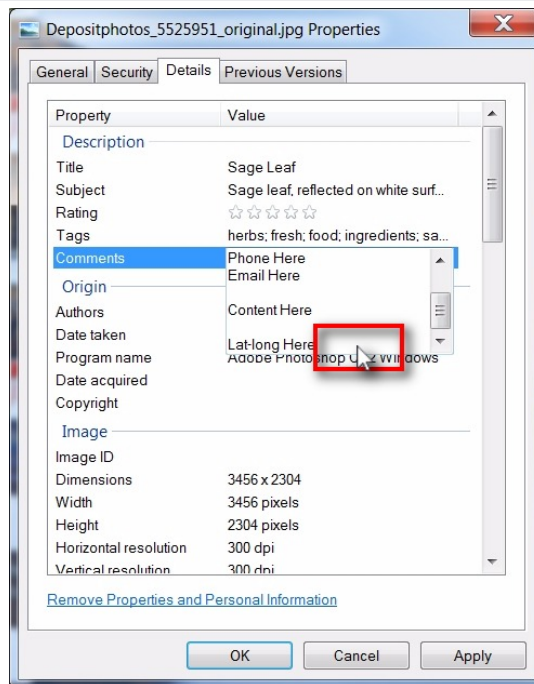 Depositphotos_5525951_original.jpg Properties
General Security Details Previous Versions
Property Value
Description
Title Sage Leaf
Subject Sage leaf, reflected on white surf...
Rating
Tags herbs; fresh; food; ingredients; sa...
Comments Phone Here
Email Here
Content Here
Lat-long Here
Origin
Authors
Date taken
Program name Adobe Photoshop Windows
Date acquired
Copyright
Image
Image ID
Dimensions 3456 x 2304
Width 3456 pixels
Height 2304 pixels
Horizontal resolution 300 dpi
Vertical resolution 300 dpi
Remove Properties and Personal Information
OK Cancel Apply